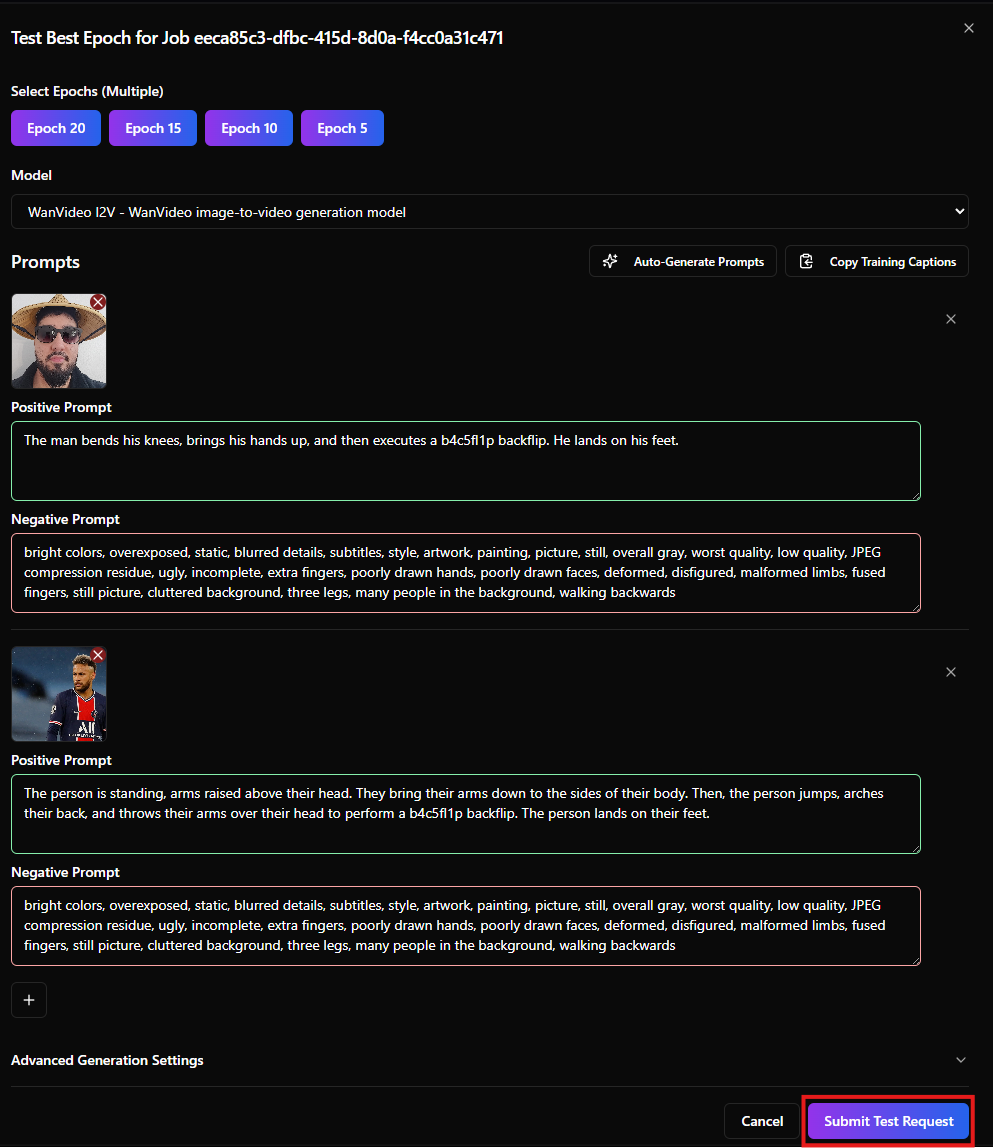 Test Best Epoch for Job eeca85c3-dfbc-415d-8d0a-f4cc0a31c471
Select Epochs (Multiple)
Epoch 20 Epoch 15 Epoch 10 Epoch 5
Model
WanVideo I2V - WanVideo image-to-video generation model
Prompts Auto-Generate Prompts Copy Training Captions
Positive Prompt
The man bends his knees, brings his hands up, and then executes a b4c5fl1p backflip. He lands on his feet.
Negative Prompt
bright colors, overexposed, static, blurred details, subtitles, style, artwork, painting, picture, still, overall gray, worst quality, low quality, JPEG
compression residue, ugly, incomplete, extra fingers, poorly drawn hands, poorly drawn faces, deformed, disfigured, malformed limbs, fused
fingers, still picture, cluttered background, three legs, many people in the background, walking backwards
Positive Prompt
The person is standing, arms raised above their head. They bring their arms down to the sides of their body. Then, the person jumps, arches
their back, and throws their arms over their head to perform a b4c5fl1p backflip. The person lands on their feet.
Negative Prompt
bright colors, overexposed, static, blurred details, subtitles, style, artwork, painting, picture, still, overall gray, worst quality, low quality, JPEG
compression residue, ugly, incomplete, extra fingers, poorly drawn hands, poorly drawn faces, deformed, disfigured, malformed limbs, fused
fingers, still picture, cluttered background, three legs, many people in the background, walking backwards
Advanced Generation Settings
Cancel Submit Test Request